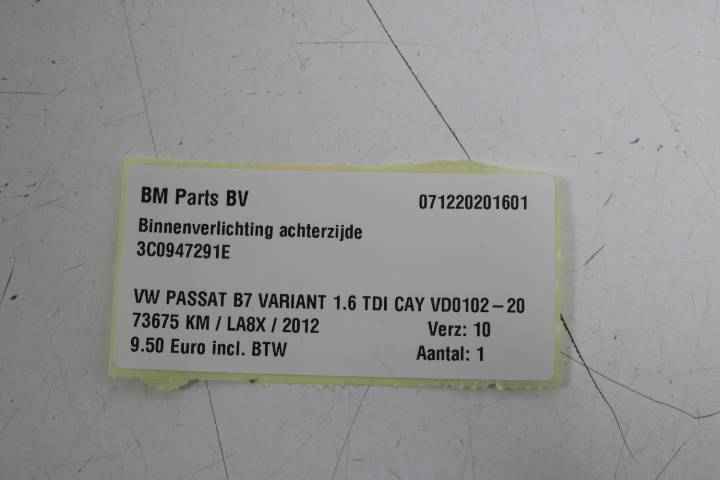 BM Parts BV 071220201601
Binnenverlichting achterzijde
3C0947291E
VW PASSAT B7 VARIANT 1.6 TDI CAY VD0102-20
73675 KM / LA8X / 2012 Verz: 10
9.50 Euro incl. BTW Aantal: 1